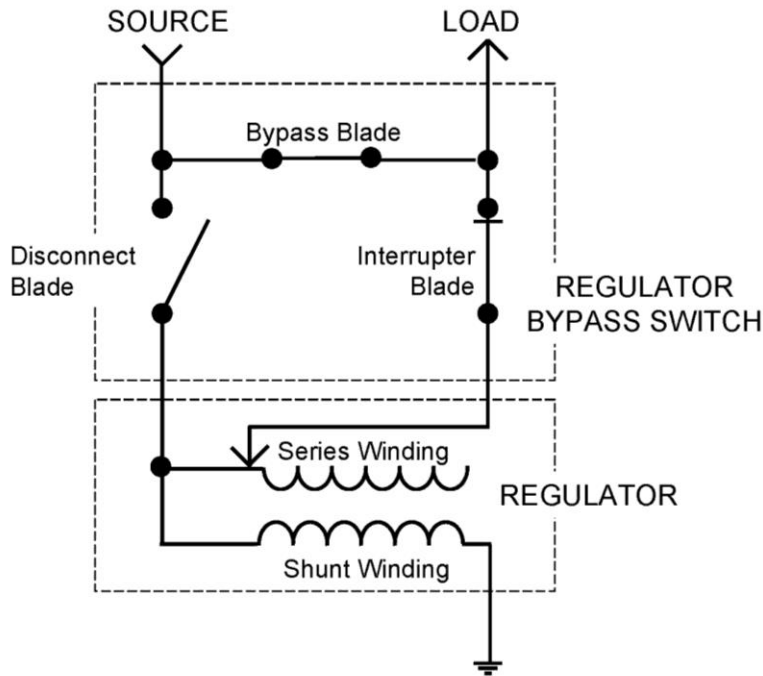 SOURCE
LOAD
Bypass Blade
Disconnect
Blade
Interrupter
Blade
REGULATOR
BYPASS SWITCH
Series Winding
REGULATOR
Shunt Winding